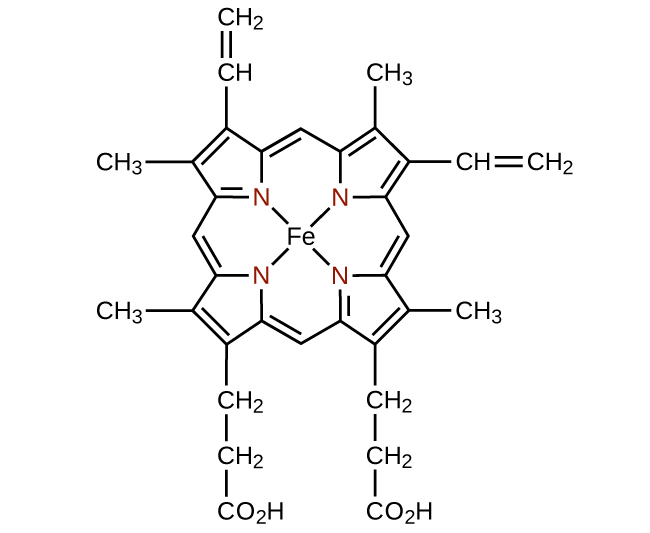 CH₂
CH CH₃
CH₃ CH CH₂
N N
Fe
N N
CH₃ CH₃
CH₂ CH₂
CH₂ CH₂
CO₂H CO₂H